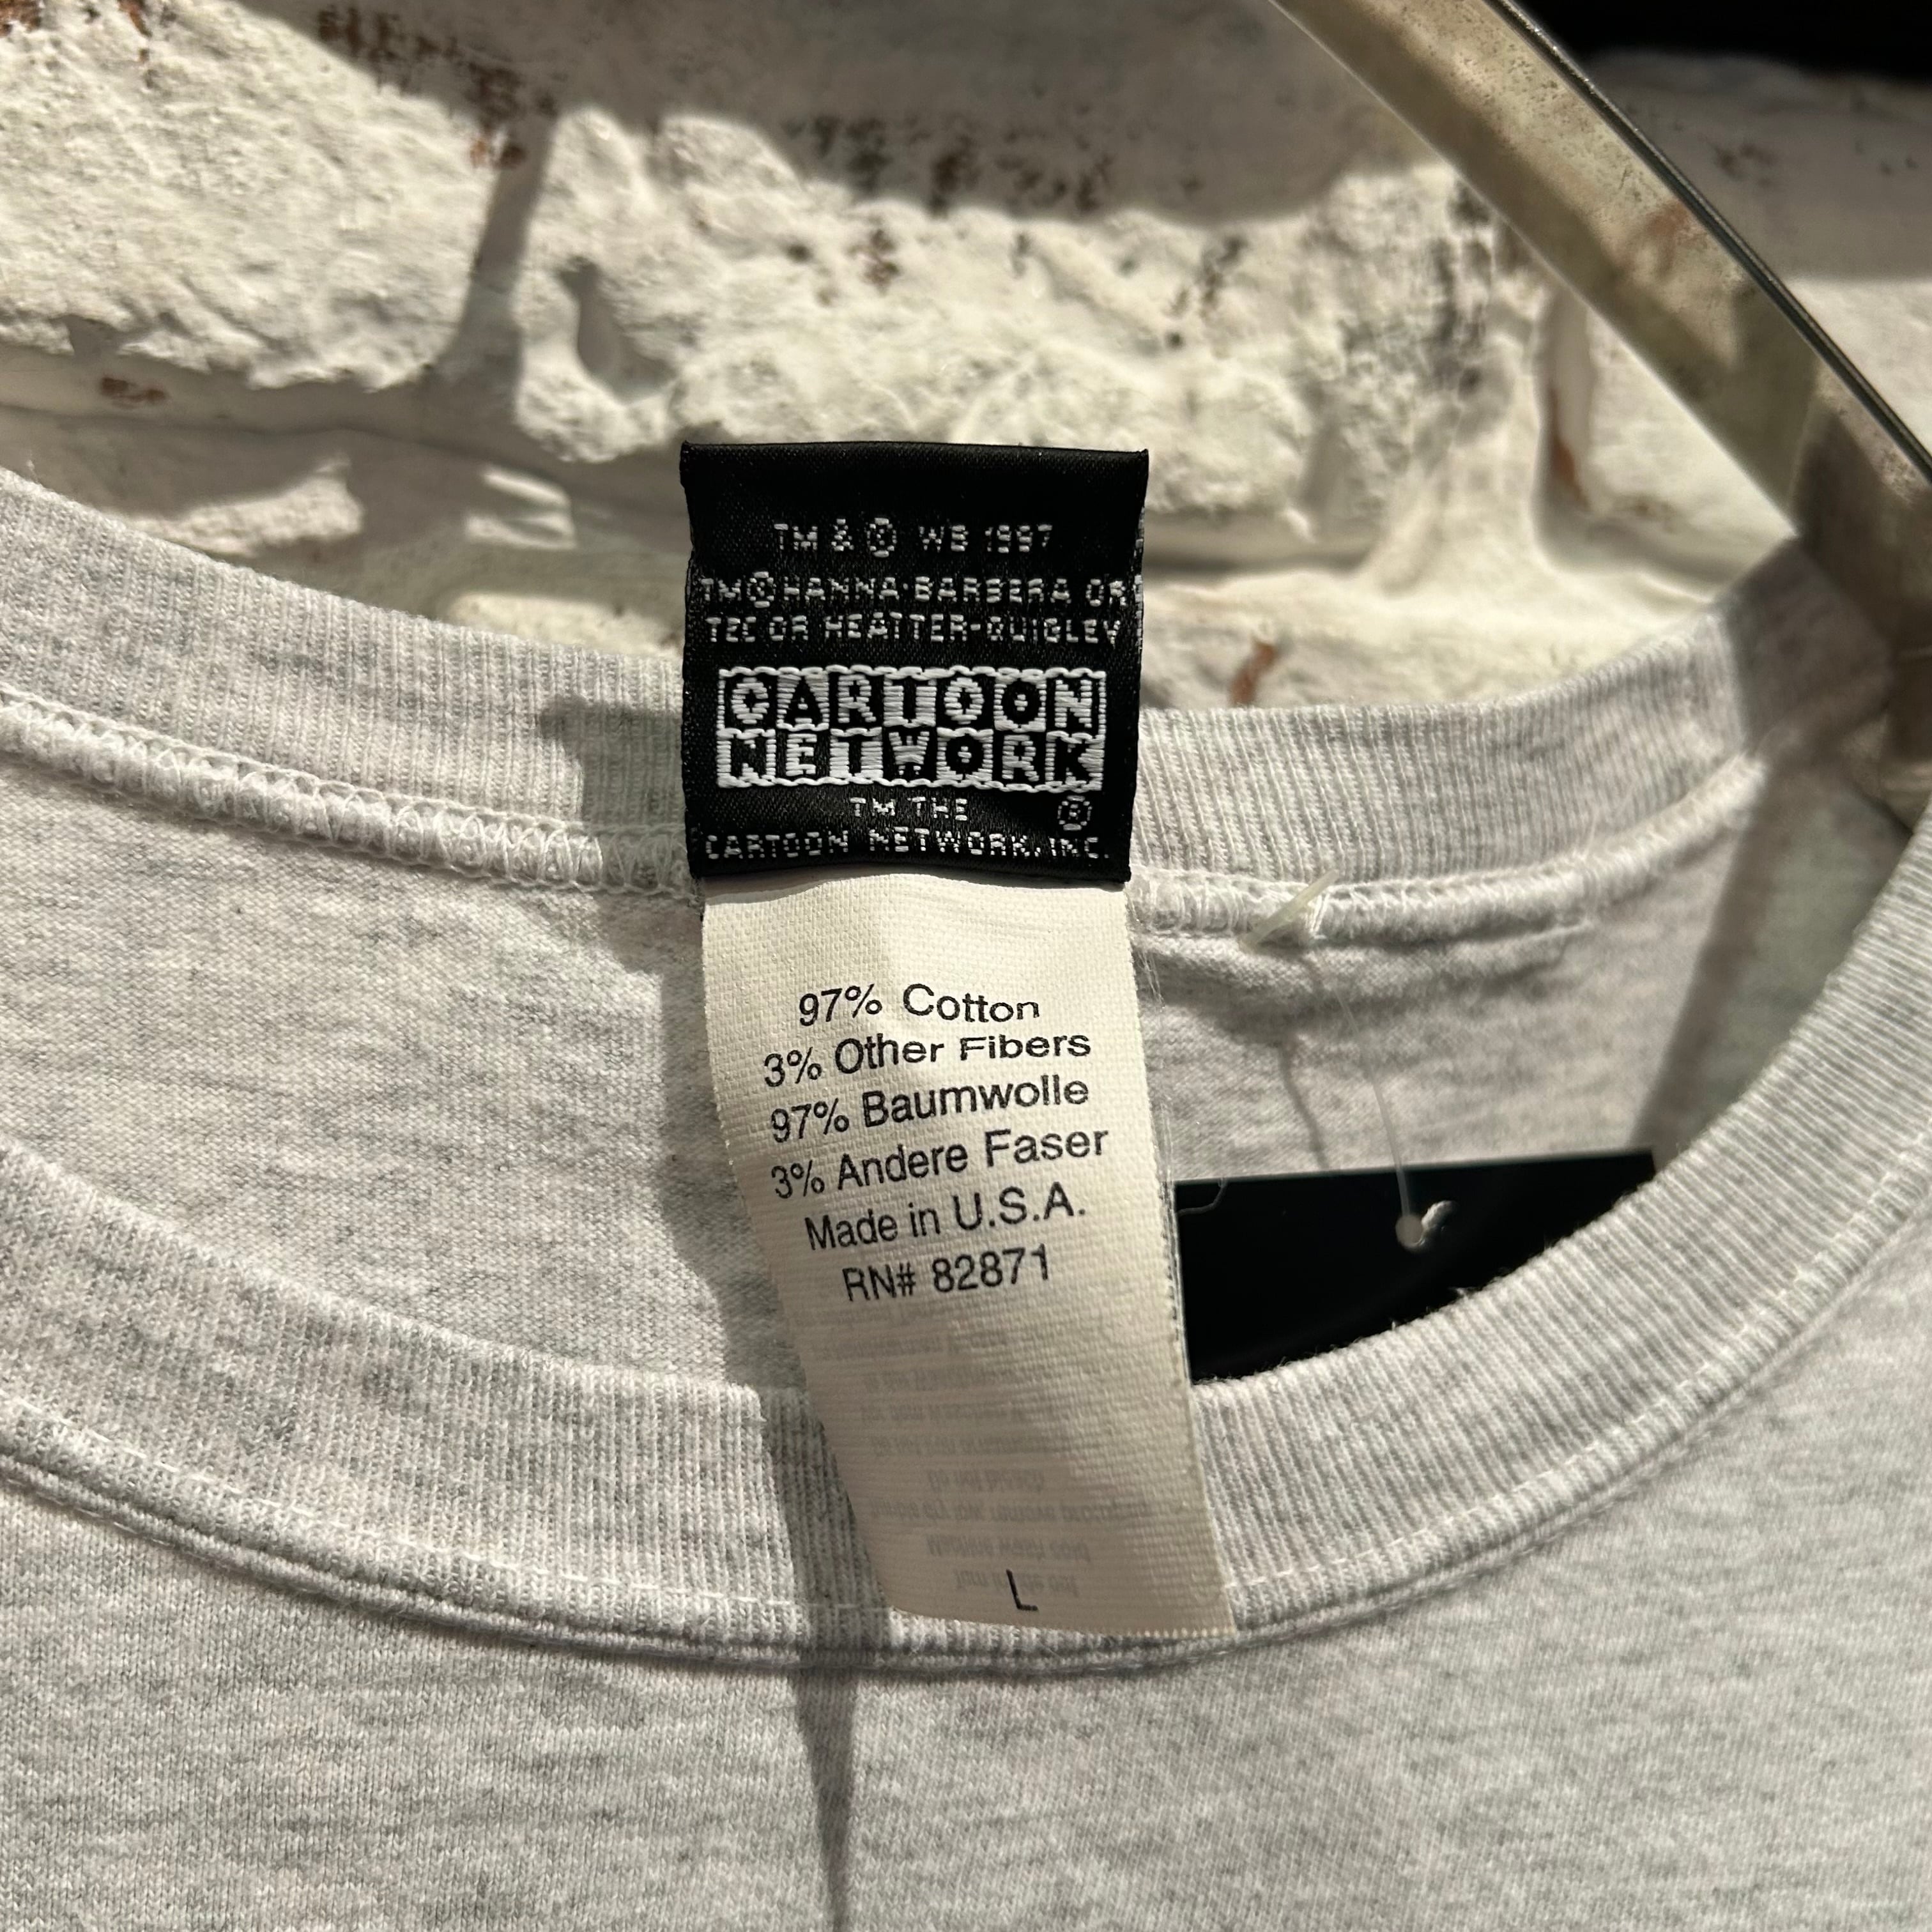 TM & © WB 1997
TM © HANNA-BARBERA OR
TEC OR HEATTER-QUIGLEY
CARTOON
NETWORK
®
TM THE
CARTOON NETWORK, INC.
97% Cotton
3% Other Fibers
97% Baumwolle
3% Andere Faser
Made in U.S.A.
RN# 82871
L